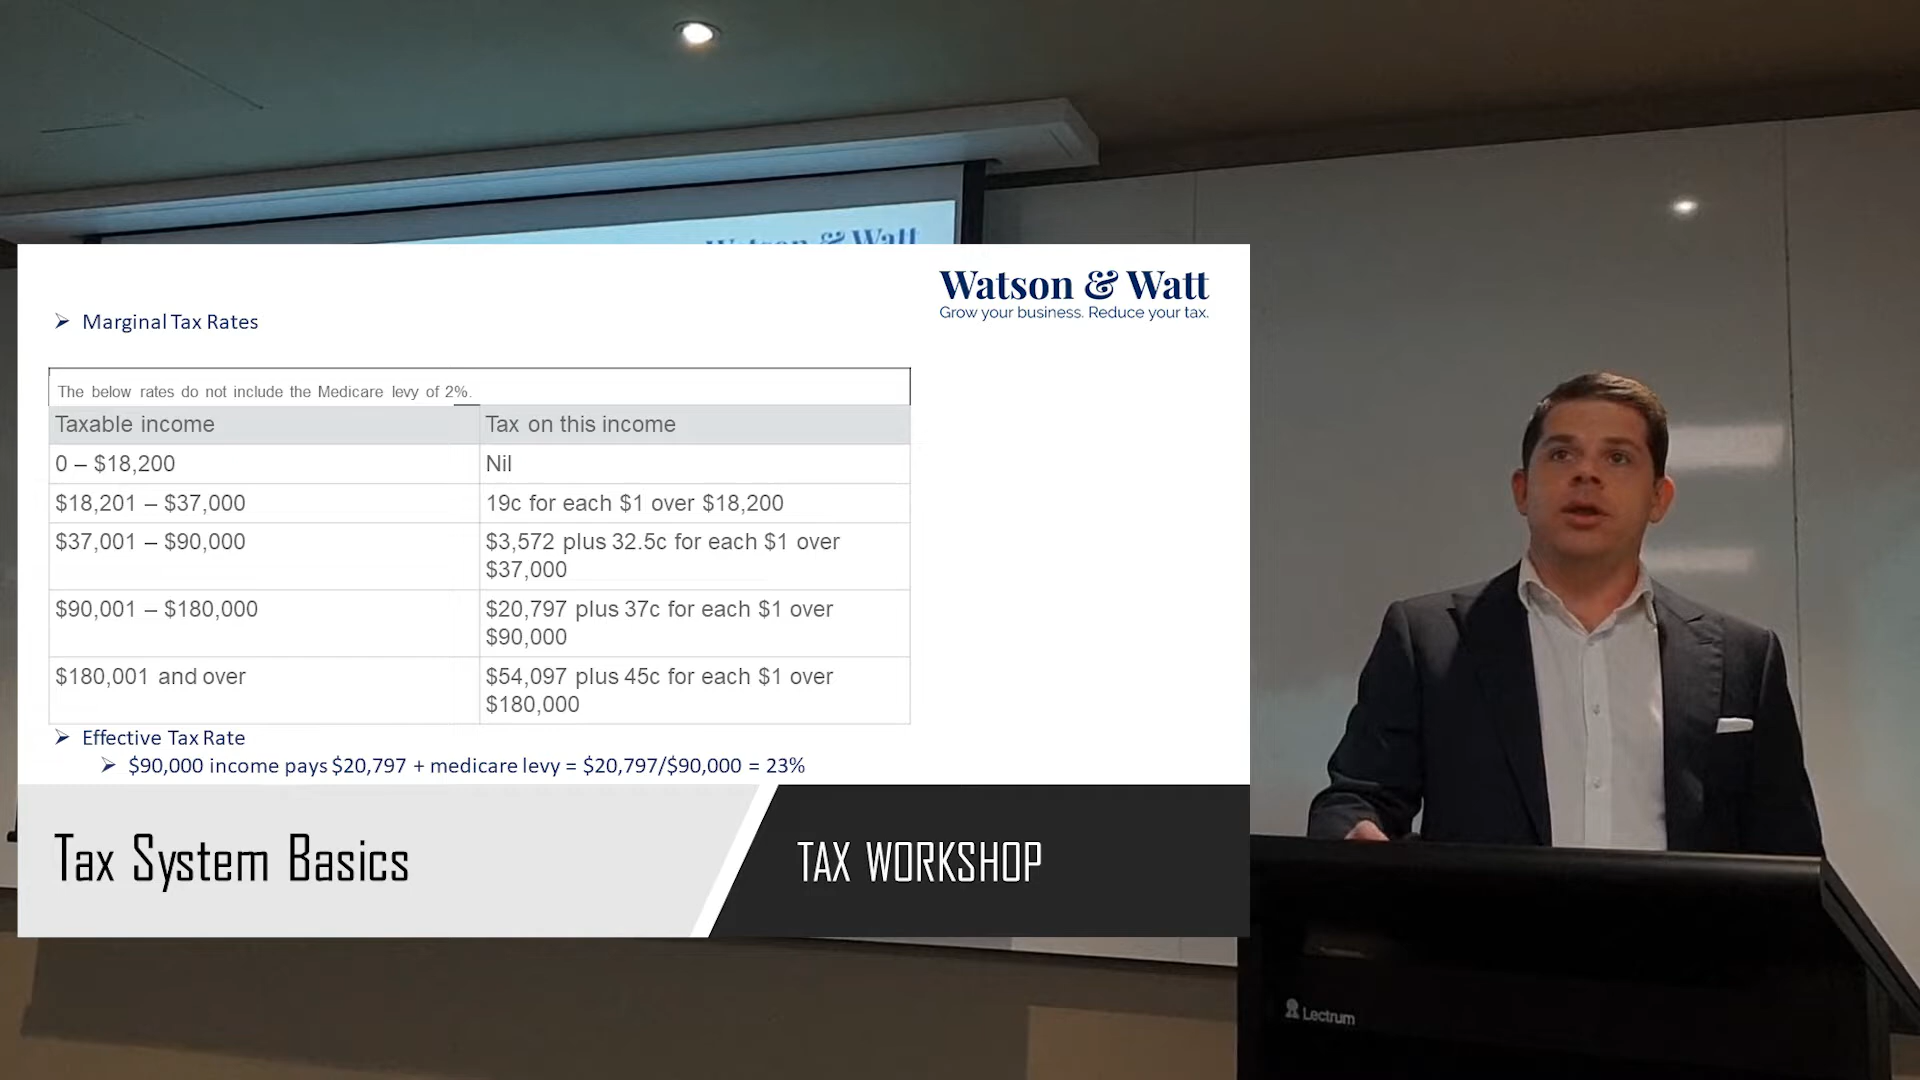 Watson & Watt
Watson & Watt
Grow your business. Reduce your tax.
➢ Marginal Tax Rates
The below rates do not include the Medicare levy of 2%.
Taxable income Tax on this income
0 – $18,200 Nil
$18,201 – $37,000 19c for each $1 over $18,200
$37,001 – $90,000 $3,572 plus 32.5c for each $1 over
$37,000
$90,001 – $180,000 $20,797 plus 37c for each $1 over
$90,000
$180,001 and over $54,097 plus 45c for each $1 over
$180,000
➢ Effective Tax Rate
➢ $90,000 income pays $20,797 + medicare levy = $20,797/$90,000 = 23%
Tax System Basics
TAX WORKSHOP
Lectrum